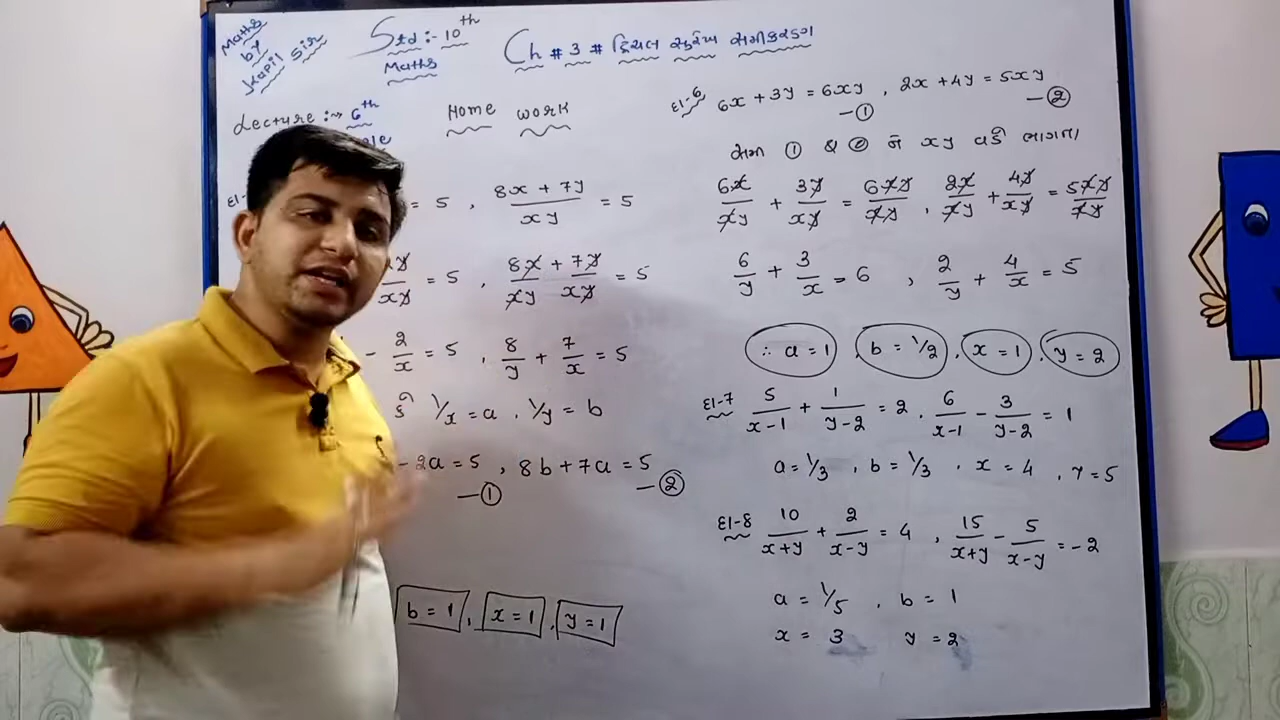 Maths
by
Kapil Sir
Std :- 10th
Maths
Ch # 3 # દ્વિચલ સુરેખ સમીકરણ
Lecture :→ 6th
Home work
= 5 , 8x + 7y / xy = 5
xy = 5 , 8x / xy + 7y / xy = 5
- 2/x = 5 , 8/y + 7/x = 5
કે 1/x = a , 1/y = b
- 2a = 5 —① , 8b + 7a = 5 —②
b = 1 , x = 1 , y = 1
દા-6 6x + 3y = 6xy —① , 2x + 4y = 5xy —②
સમી ① & ② ને xy વડે ભાગતા
6x/xy + 3y/xy = 6xy/xy , 2x/xy + 4y/xy = 5xy/xy
6/y + 3/x = 6 , 2/y + 4/x = 5
∴ a = 1 , b = 1/2 , x = 1 , y = 2
દા-7 5/x-1 + 1/y-2 = 2 , 6/x-1 - 3/y-2 = 1
a = 1/3 , b = 1/3 , x = 4 , y = 5
દા-8 10/x+y + 2/x-y = 4 , 15/x+y - 5/x-y = -2
a = 1/5 , b = 1
x = 3 y = 2